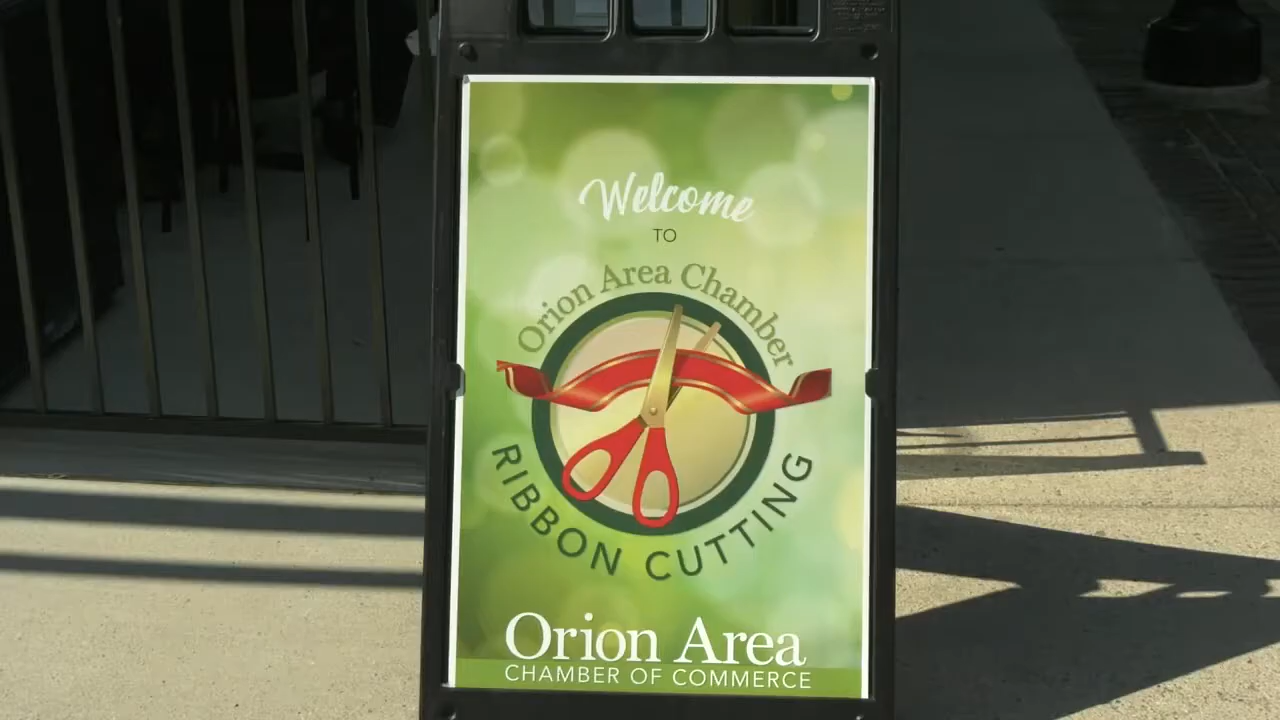 Welcome
TO
Orion Area Chamber
RIBBON CUTTING
Orion Area
CHAMBER OF COMMERCE